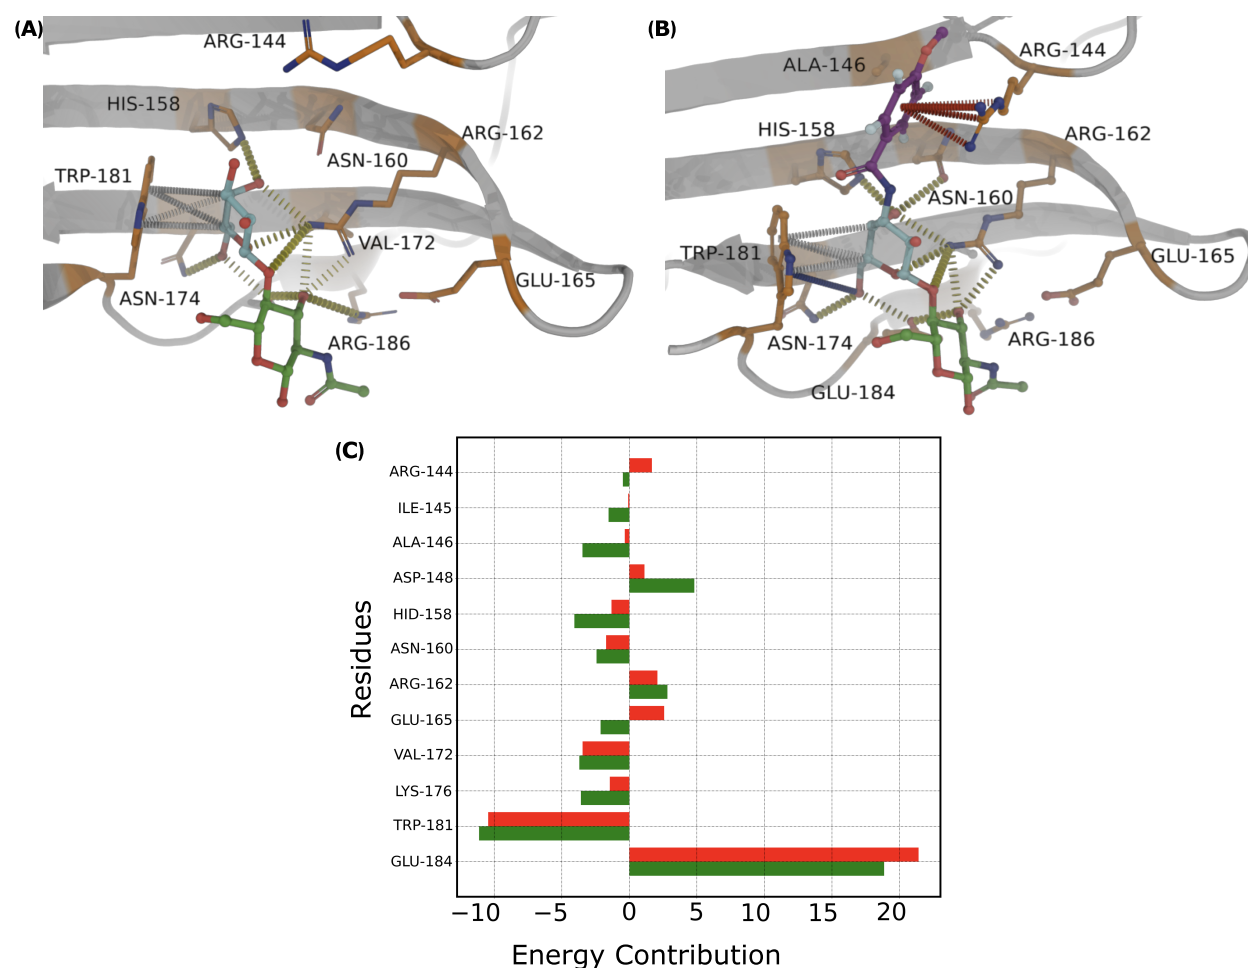 (A)
ARG-144
HIS-158
ARG-162
ASN-160
TRP-181
VAL-172
GLU-165
ASN-174
ARG-186
(B)
ARG-144
ALA-146
HIS-158
ARG-162
ASN-160
TRP-181
GLU-165
ASN-174
ARG-186
GLU-184
(C)
Residues
ARG-144
ILE-145
ALA-146
ASP-148
HID-158
ASN-160
ARG-162
GLU-165
VAL-172
LYS-176
TRP-181
GLU-184
−10 −5 0 5 10 15 20
Energy Contribution